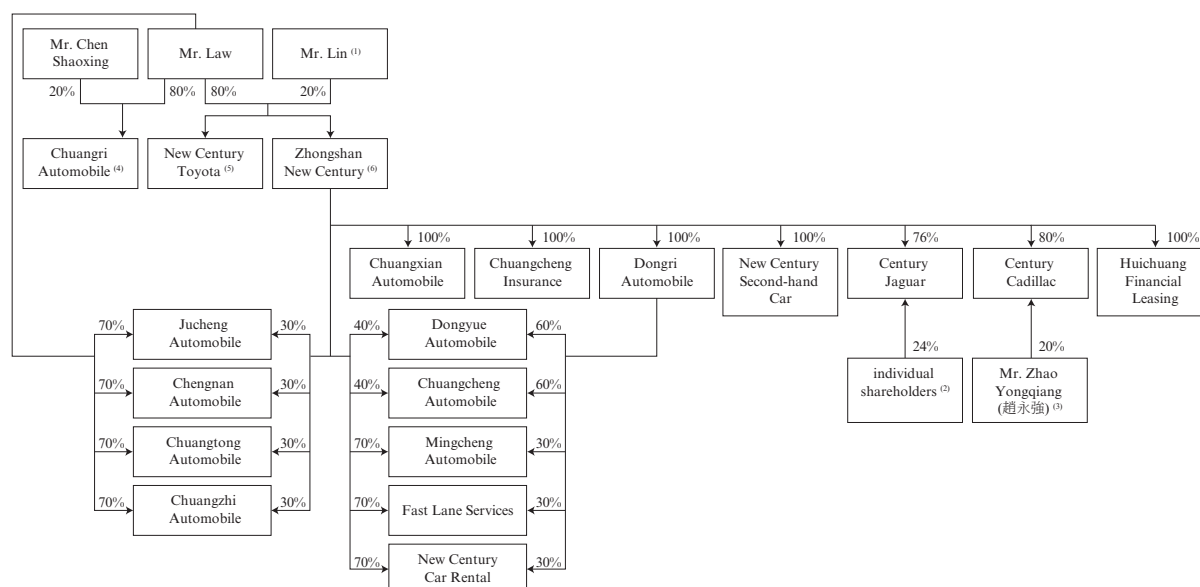 Mr. Chen
Shaoxing
Mr. Law
Mr. Lin (1)
20%
80%
80%
20%
Chuangri
Automobile (4)
New Century
Toyota (5)
Zhongshan
New Century (6)
100%
100%
100%
100%
76%
80%
100%
Chuangxian
Automobile
Chuangcheng
Insurance
Dongri
Automobile
New Century
Second-hand
Car
Century
Jaguar
Century
Cadillac
Huichuang
Financial
Leasing
70%
Jucheng
Automobile
30%
40%
Dongyue
Automobile
60%
24%
20%
individual
shareholders (2)
Mr. Zhao
Yongqiang
(趙永強) (3)
70%
Chengnan
Automobile
30%
40%
Chuangcheng
Automobile
60%
70%
Chuangtong
Automobile
30%
70%
Mingcheng
Automobile
30%
70%
Chuangzhi
Automobile
30%
70%
Fast Lane Services
30%
70%
New Century
Car Rental
30%